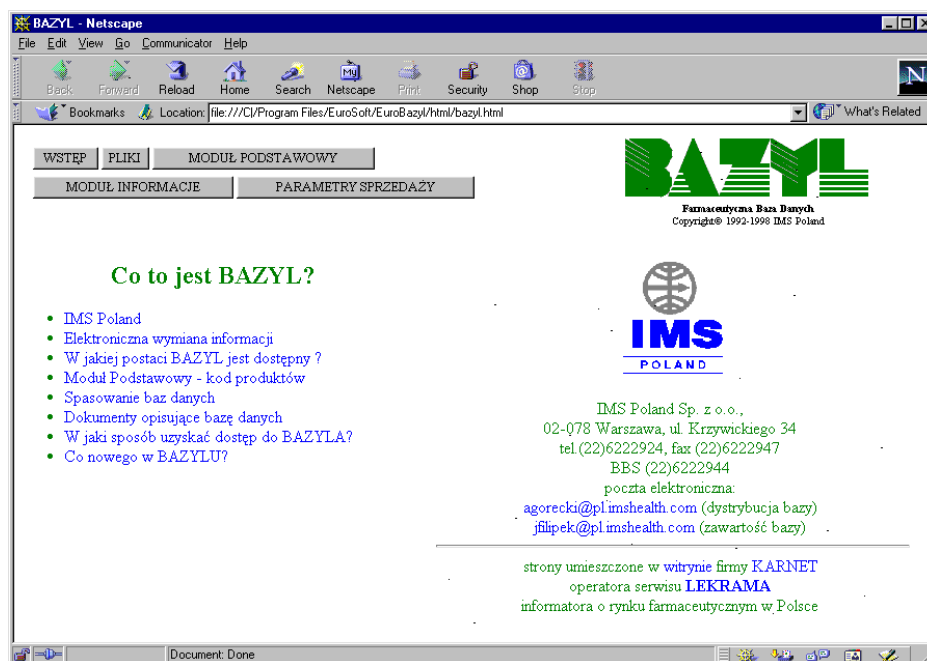 BAZYL - Netscape
File Edit View Go Communicator Help
Back Forward Reload Home Search Netscape Print Security Shop Stop
Bookmarks Location: file:///C|/Program Files/EuroSoft/EuroBazyl/html/bazyl.html What's Related
WSTĘP PLIKI MODUŁ PODSTAWOWY
MODUŁ INFORMACJE PARAMETRY SPRZEDAŻY
BAZYL
Farmaceutyczna Baza Danych
Copyright© 1992-1998 IMS Poland
Co to jest BAZYL?
IMS Poland
Elektroniczna wymiana informacji
W jakiej postaci BAZYL jest dostępny ?
Moduł Podstawowy - kod produktów
Spasowanie baz danych
Dokumenty opisujące bazę danych
W jaki sposób uzyskać dostęp do BAZYLA?
Co nowego w BAZYLU?
IMS
POLAND
IMS Poland Sp. z o.o.,
02-078 Warszawa, ul. Krzywickiego 34
tel.(22)6222924, fax (22)6222947
BBS (22)6222944
poczta elektroniczna:
agorecki@pl.imshealth.com (dystrybucja bazy)
jfilipek@pl.imshealth.com (zawartość bazy)
strony umieszczone w witrynie firmy KARNET
operatora serwisu LEKRAMA
informatora o rynku farmaceutycznym w Polsce
Document: Done